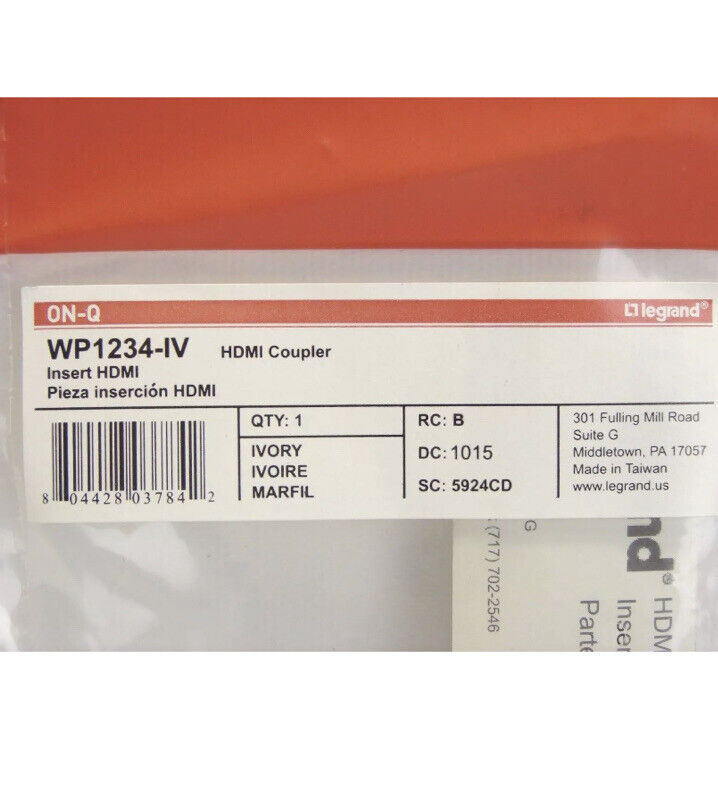 ON-Q
legrand®
WP1234-IV HDMI Coupler
Insert HDMI
Pieza inserción HDMI
8 04428 03784 2
QTY: 1
IVORY
IVOIRE
MARFIL
RC: B
DC: 1015
SC: 5924CD
301 Fulling Mill Road
Suite G
Middletown, PA 17057
Made in Taiwan
www.legrand.us
nd®
G
: (717) 702-2546
HDM
Inser
Parte